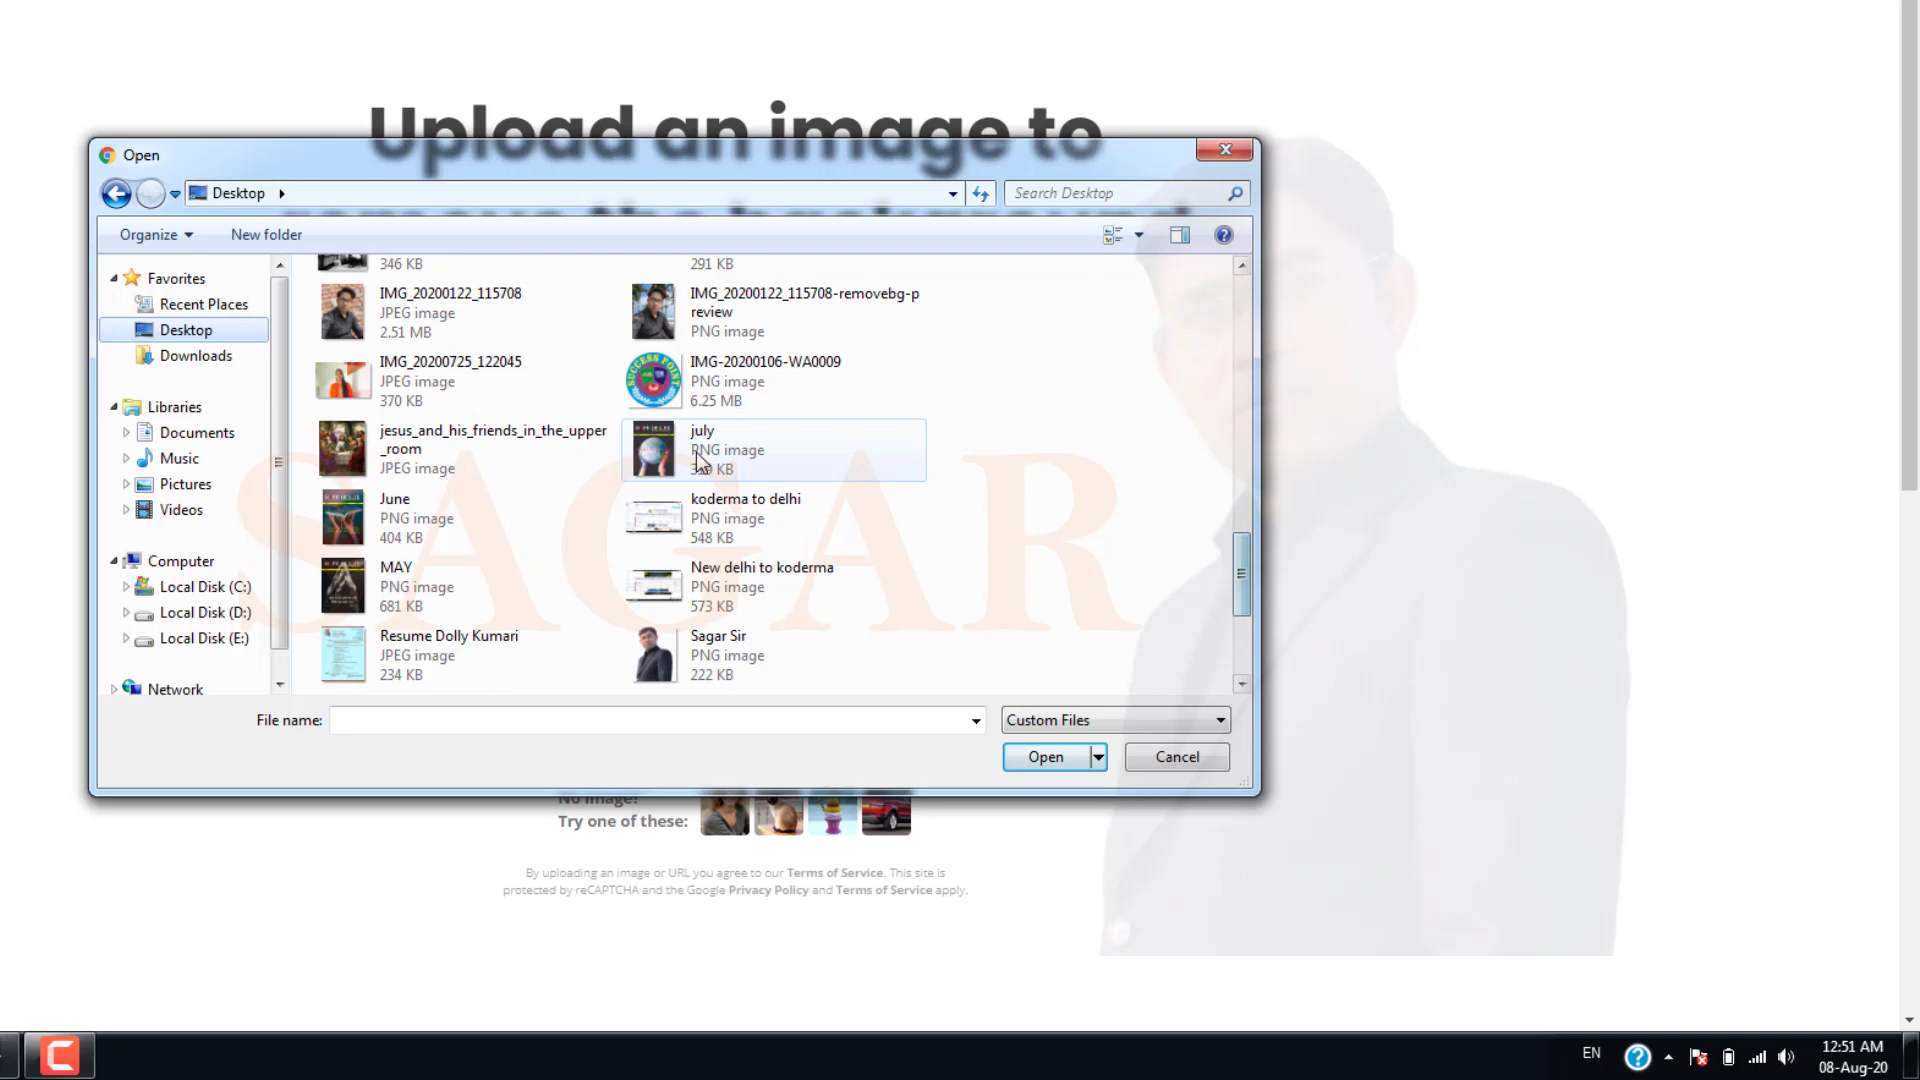 Upload an image to
Open
Desktop
Search Desktop
Organize
New folder
Favorites
Recent Places
Desktop
Downloads
Libraries
Documents
Music
Pictures
Videos
Computer
Local Disk (C:)
Local Disk (D:)
Local Disk (E:)
Network
346 KB
291 KB
IMG_20200122_115708
JPEG image
2.51 MB
IMG_20200122_115708-removebg-p
review
PNG image
IMG_20200725_122045
JPEG image
370 KB
IMG-20200106-WA0009
PNG image
6.25 MB
jesus_and_his_friends_in_the_upper
_room
JPEG image
july
PNG image
KB
June
PNG image
404 KB
koderma to delhi
PNG image
548 KB
MAY
PNG image
681 KB
New delhi to koderma
PNG image
573 KB
Resume Dolly Kumari
JPEG image
234 KB
Sagar Sir
PNG image
222 KB
SAGAR
File name:
Custom Files
Open
Cancel
No image?
Try one of these:
By uploading an image or URL you agree to our Terms of Service. This site is
protected by reCAPTCHA and the Google Privacy Policy and Terms of Service apply.
EN
12:51 AM
08-Aug-20